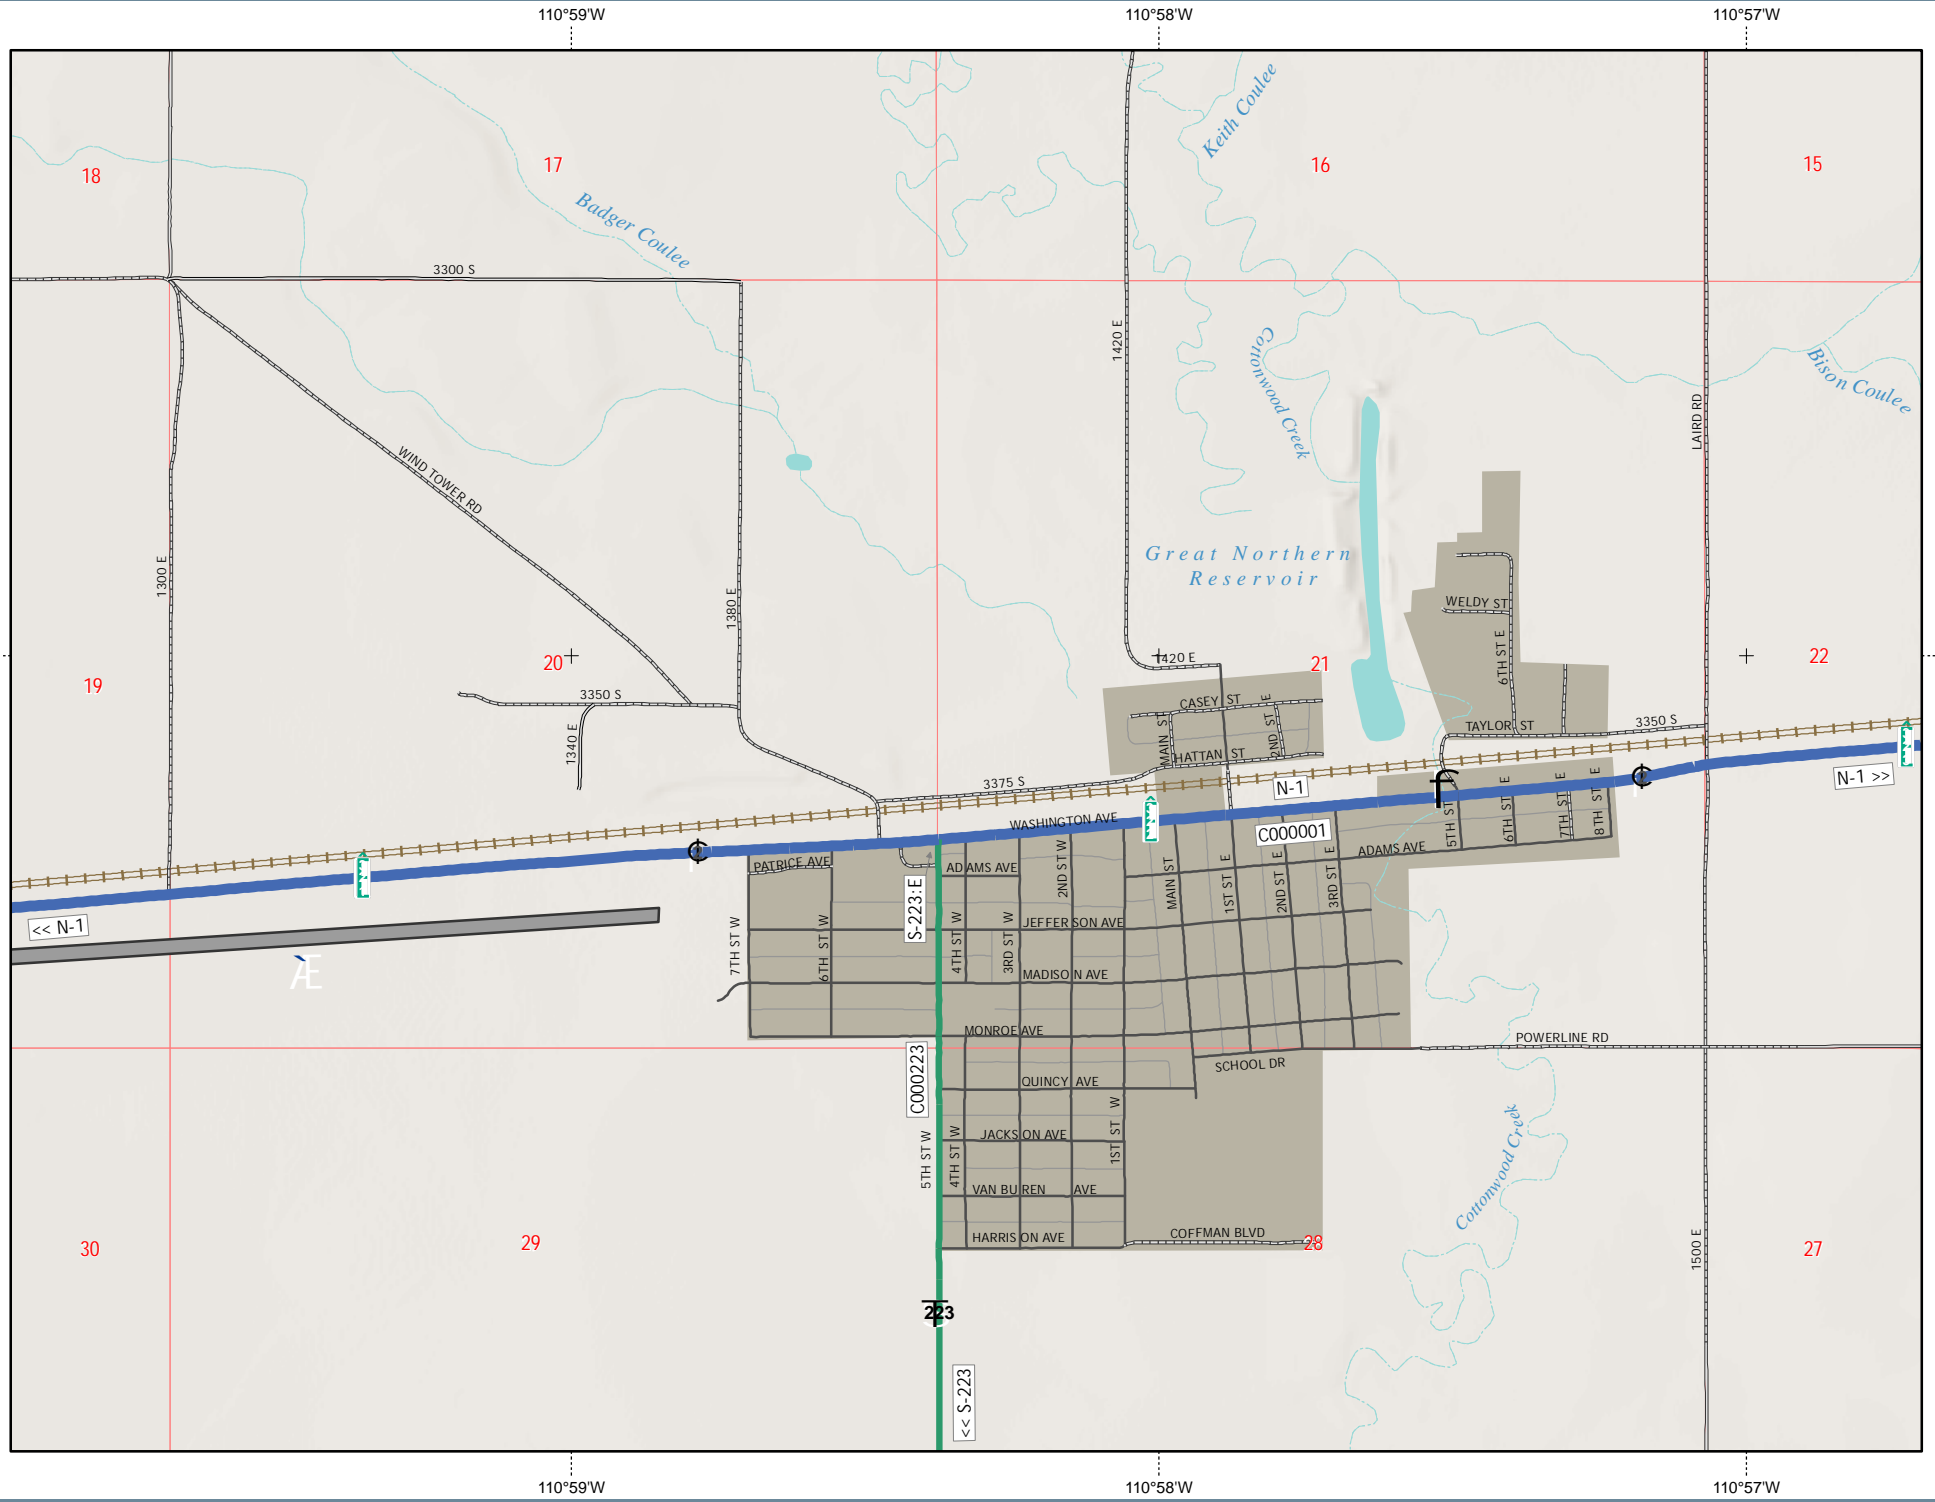 110°59'W
110°58'W
110°57'W
Keith Coulee
18
17
16
15
Badger Coulee
3300 S
1420 E
Cottonwood Creek
Bison Coulee
LAIRD RD
WIND TOWER RD
Great Northern
Reservoir
1300 E
1380 E
WELDY ST
6TH ST E
19
20
1420 E
21
22
3350 S
CASEY ST
MAIN ST
2ND ST E
HATTAN ST
TAYLOR ST
3350 S
1340 E
3375 S
N-1
N-1 >>
WASHINGTON AVE
C000001
ADAMS AVE
5TH ST E
6TH ST E
7TH ST E
8TH ST E
PATRICE AVE
ADAMS AVE
2ND ST W
MAIN ST
1ST ST E
2ND ST E
3RD ST E
<< N-1
S-223:E
7TH ST W
6TH ST W
4TH ST W
3RD ST W
JEFFERSON AVE
Æ
MADISON AVE
MONROE AVE
POWERLINE RD
SCHOOL DR
C000223
QUINCY AVE
1ST ST W
5TH ST W
4TH ST W
JACKSON AVE
Cottonwood Creek
VAN BUREN AVE
HARRISON AVE
COFFMAN BLVD
30
29
28
27
1500 E
223
<< S-223
110°59'W
110°58'W
110°57'W